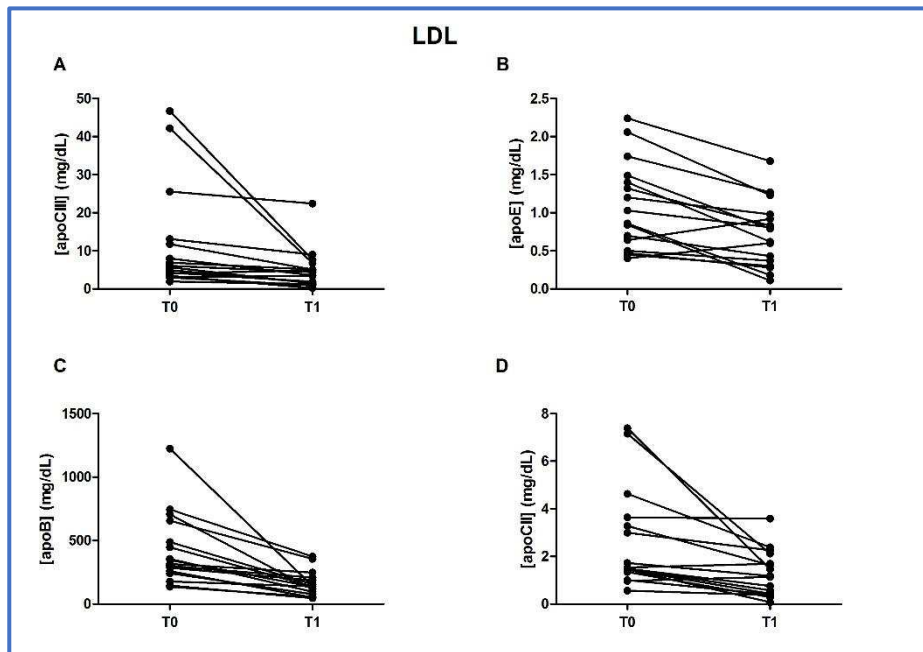 LDL
A
[apoCIII] (mg/dL)
50
40
30
20
10
0
T0
T1
B
[apoE] (mg/dL)
2.5
2.0
1.5
1.0
0.5
0.0
T0
T1
C
[apoB] (mg/dL)
1500
1000
500
0
T0
T1
D
[apoCII] (mg/dL)
8
6
4
2
0
T0
T1